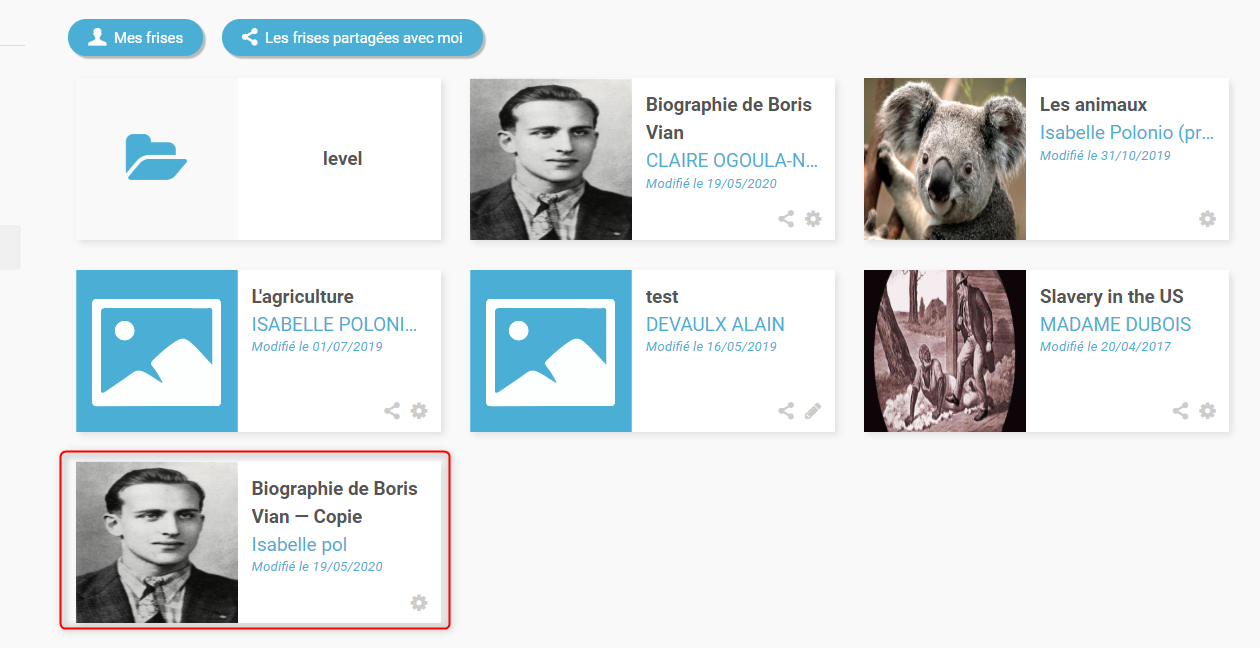 Mes frises
Les frises partagées avec moi
level
Biographie de Boris
Vian
CLAIRE OGOULA-N...
Modifié le 19/05/2020
Les animaux
Isabelle Polonio (pr...
Modifié le 31/10/2019
L'agriculture
ISABELLE POLONI...
Modifié le 01/07/2019
test
DEVAULX ALAIN
Modifié le 16/05/2019
Slavery in the US
MADAME DUBOIS
Modifié le 20/04/2017
Biographie de Boris
Vian — Copie
Isabelle pol
Modifié le 19/05/2020